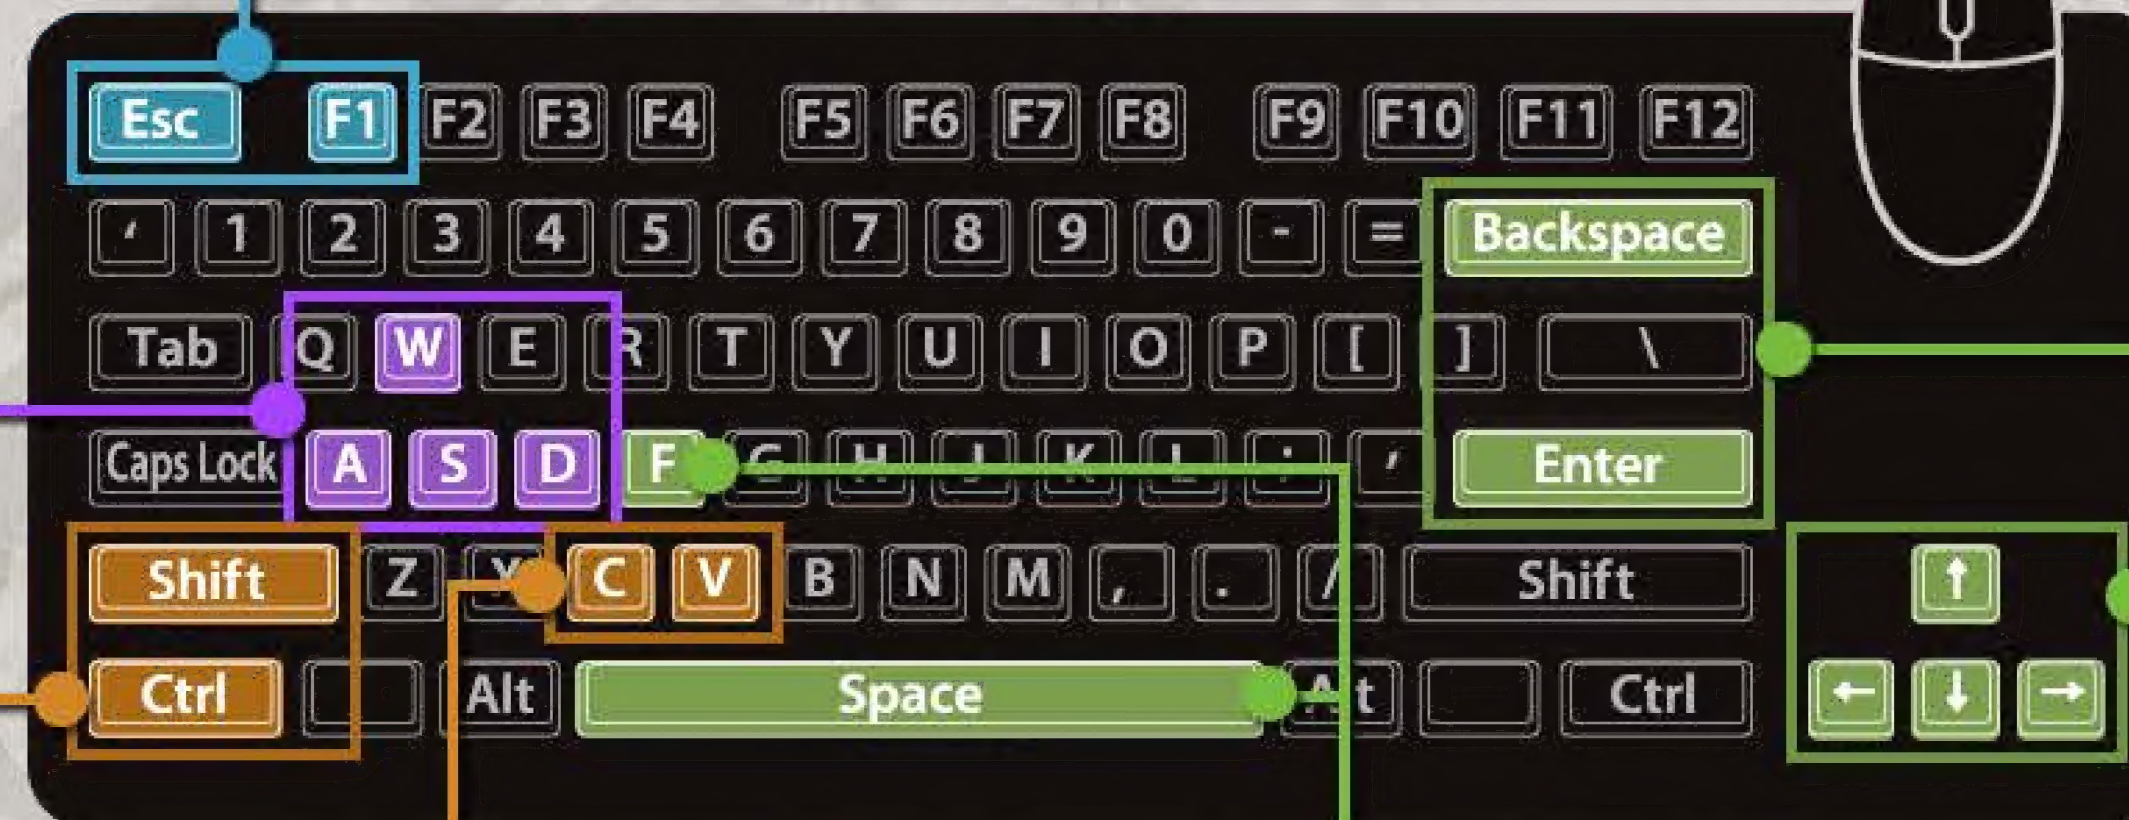 Esc F1 F2 F3 F4 F5 F6 F7 F8 F9 F10 F11 F12
‘ 1 2 3 4 5 6 7 8 9 0 - = Backspace
Tab Q W E R T Y U I O P [ ] \
Caps Lock A S D F G H J K L ; ‘ Enter
Shift Z X C V B N M , . / Shift ↑
Ctrl Alt Space Alt Ctrl ← ↓ →